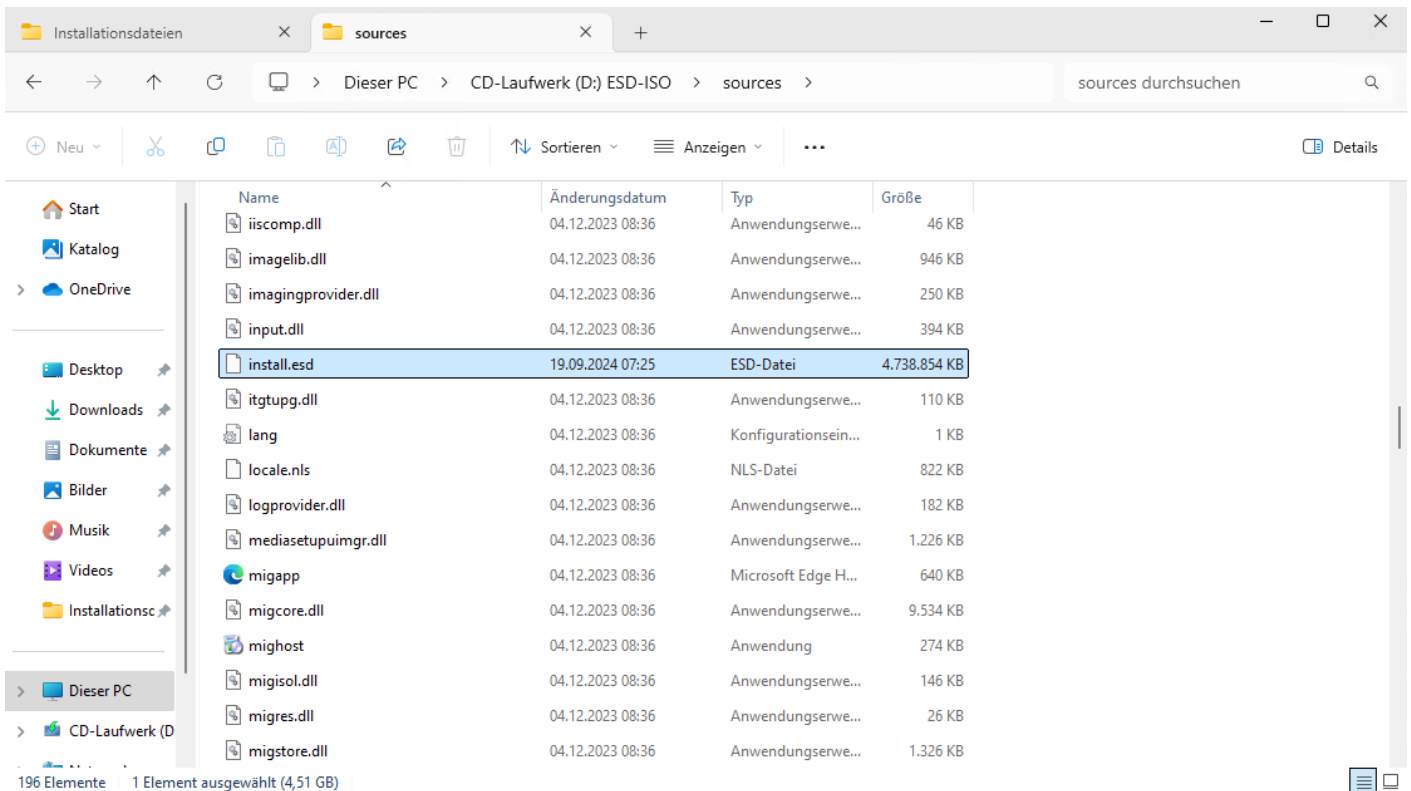 Installationsdateien
sources
Dieser PC > CD-Laufwerk (D:) ESD-ISO > sources >
sources durchsuchen
Neu
Sortieren
Anzeigen
...
Details
Start
Katalog
OneDrive
Desktop
Downloads
Dokumente
Bilder
Musik
Videos
Installationsc
Dieser PC
CD-Laufwerk (D
Name Änderungsdatum Typ Größe
iiscomp.dll 04.12.2023 08:36 Anwendungserwe... 46 KB
imagelib.dll 04.12.2023 08:36 Anwendungserwe... 946 KB
imagingprovider.dll 04.12.2023 08:36 Anwendungserwe... 250 KB
input.dll 04.12.2023 08:36 Anwendungserwe... 394 KB
install.esd 19.09.2024 07:25 ESD-Datei 4.738.854 KB
itgtupg.dll 04.12.2023 08:36 Anwendungserwe... 110 KB
lang 04.12.2023 08:36 Konfigurationsein... 1 KB
locale.nls 04.12.2023 08:36 NLS-Datei 822 KB
logprovider.dll 04.12.2023 08:36 Anwendungserwe... 182 KB
mediasetupuimgr.dll 04.12.2023 08:36 Anwendungserwe... 1.226 KB
migapp 04.12.2023 08:36 Microsoft Edge H... 640 KB
migcore.dll 04.12.2023 08:36 Anwendungserwe... 9.534 KB
mighost 04.12.2023 08:36 Anwendung 274 KB
migisol.dll 04.12.2023 08:36 Anwendungserwe... 146 KB
migres.dll 04.12.2023 08:36 Anwendungserwe... 26 KB
migstore.dll 04.12.2023 08:36 Anwendungserwe... 1.326 KB
196 Elemente 1 Element ausgewählt (4,51 GB)